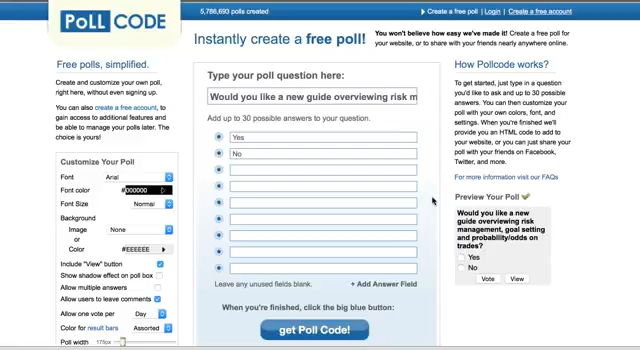 POLL CODE
5,786,693 polls created
Create a free poll | Login | Create a free account
Instantly create a free poll!
You won't believe how easy we've made it! Create a free poll for
your website, or to share with your friends nearly anywhere online.
Free polls, simplified.
Create and customize your own poll,
right here, without even signing up.
You can also create a free account, to
gain access to additional features and
be able to manage your polls later. The
choice is yours!
Customize Your Poll
Font Arial
Font color #000000
Font Size Normal
Background
Image None
or
Color #EEEEEE
Include "View" button
Show shadow effect on poll box
Allow multiple answers
Allow users to leave comments
Allow one vote per Day
Color for result bars Assorted
Poll width 175px
Type your poll question here:
Would you like a new guide overviewing risk m
Add up to 30 possible answers to your question.
Yes
No
Leave any unused fields blank.
+ Add Answer Field
When you're finished, click the big blue button:
get Poll Code!
How Pollcode works?
To get started, just type in a question
you'd like to ask and up to 30 possible
answers. You can then customize your
poll with your own colors, font, and
settings. When you're finished we'll
provide you an HTML code to add to
your website, or you can just share your
poll with your friends on Facebook,
Twitter, and more.
For more information visit our FAQs
Preview Your Poll
Would you like a new
guide overviewing risk
management, goal setting
and probability/odds on
trades?
Yes
No
Vote View